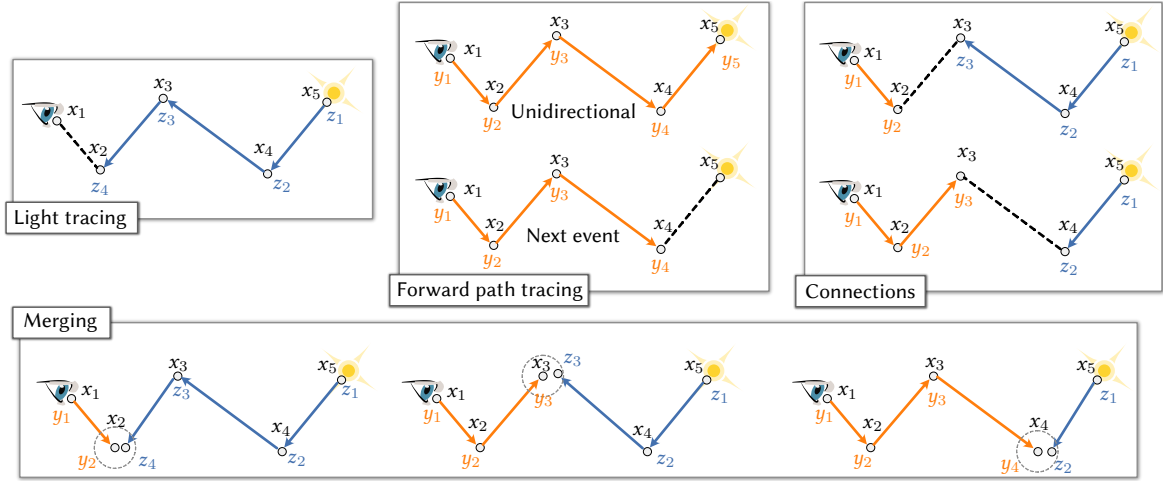 x₁ x₂ x₃ x₄ x₅
z₄ z₃ z₂ z₁
Light tracing
x₁ x₂ x₃ x₄ x₅
y₁ y₂ y₃ y₄ y₅
Unidirectional
x₁ x₂ x₃ x₄ x₅
y₁ y₂ y₃ y₄
Next event
Forward path tracing
x₁ x₂ x₃ x₄ x₅
y₁ y₂ z₃ z₂ z₁
x₁ x₂ x₃ x₄ x₅
y₁ y₂ y₃ z₂ z₁
Connections
Merging
x₁ x₂ x₃ x₄ x₅
y₁ y₂ z₄ z₃ z₂ z₁
x₁ x₂ x₃ x₄ x₅
y₁ y₂ y₃ z₃ z₂ z₁
x₁ x₂ x₃ x₄ x₅
y₁ y₂ y₃ y₄ z₂ z₁